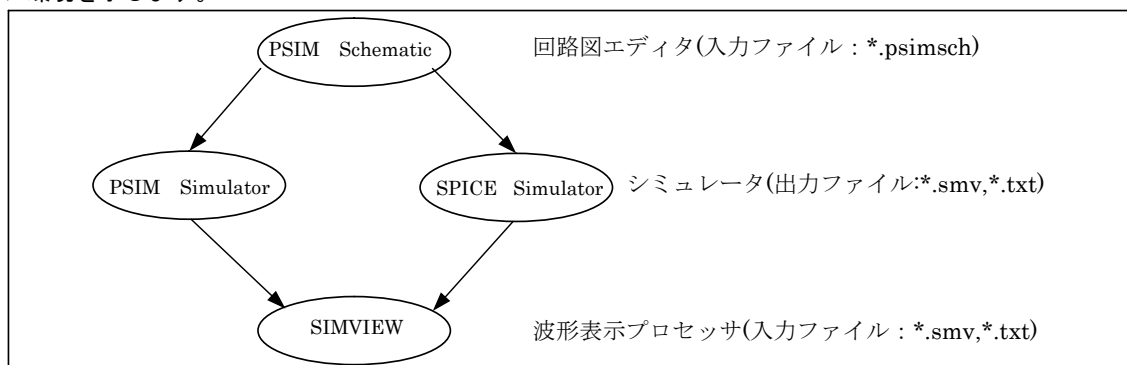 PSIM Schematic
回路図エディタ(入力ファイル：*.psimsch)
PSIM Simulator
SPICE Simulator
シミュレータ(出力ファイル:*.smv,*.txt)
SIMVIEW
波形表示プロセッサ(入力ファイル：*.smv,*.txt)